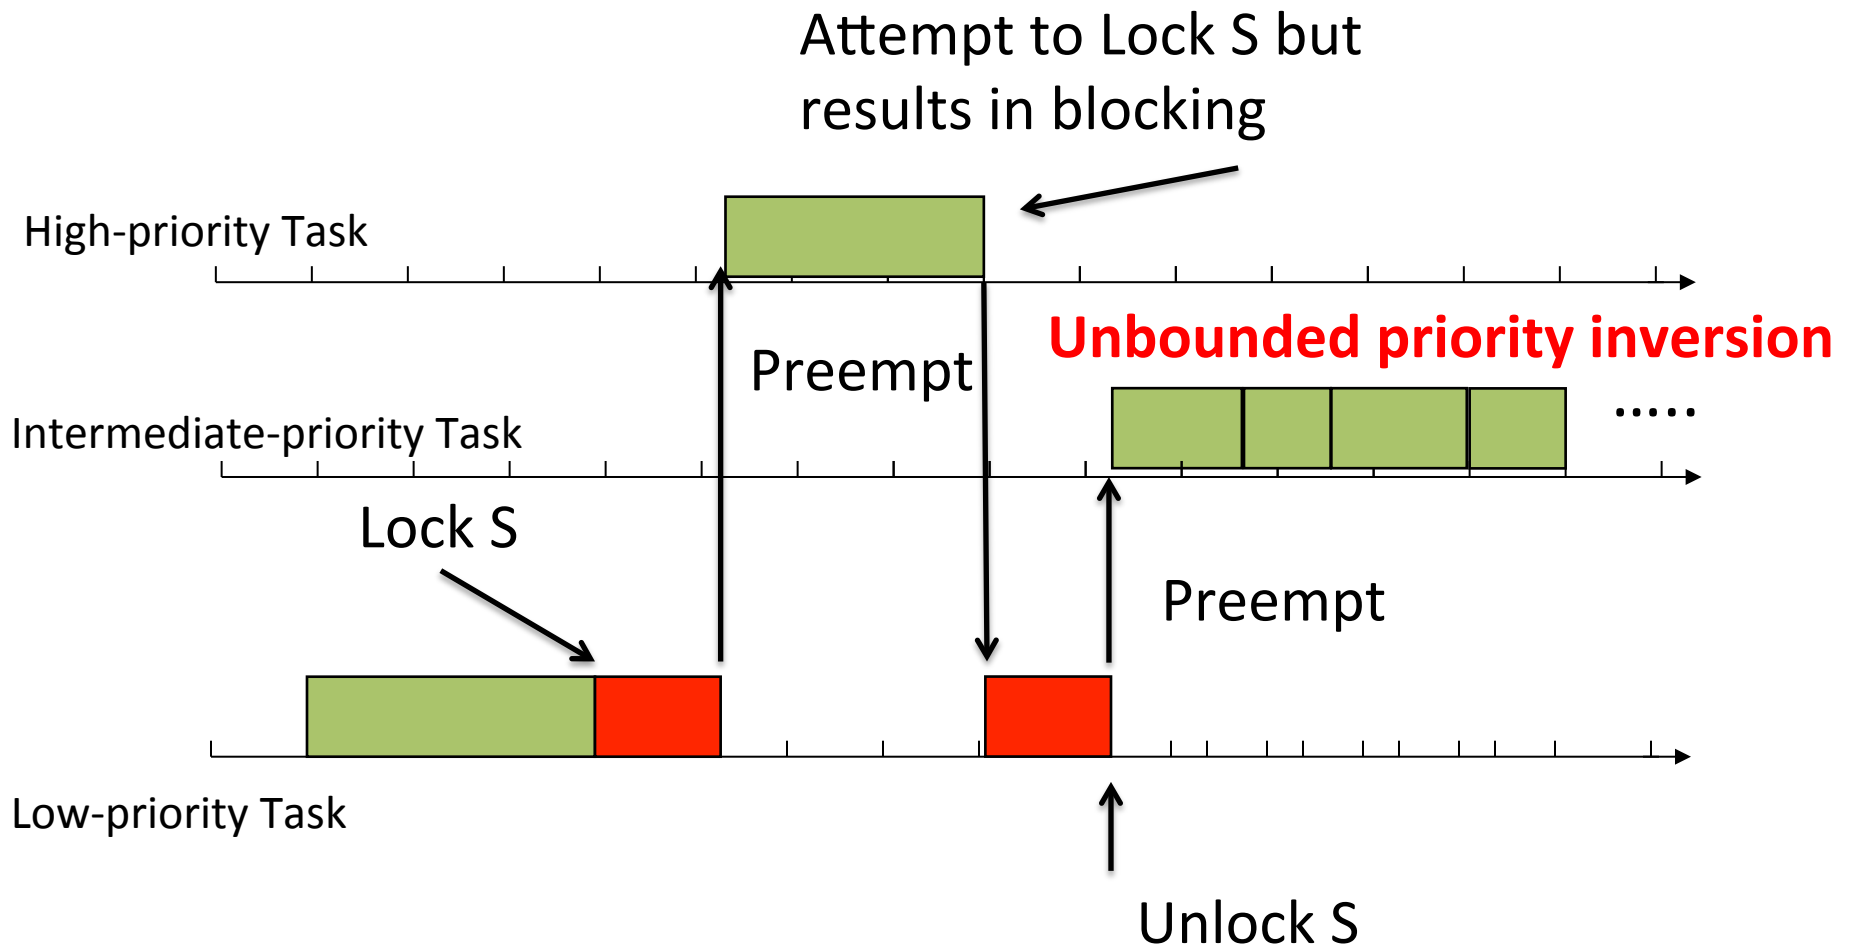 Attempt to Lock S but
results in blocking
High-priority Task
Unbounded priority inversion
Preempt
.....
Intermediate-priority Task
Lock S
Preempt
Low-priority Task
Unlock S